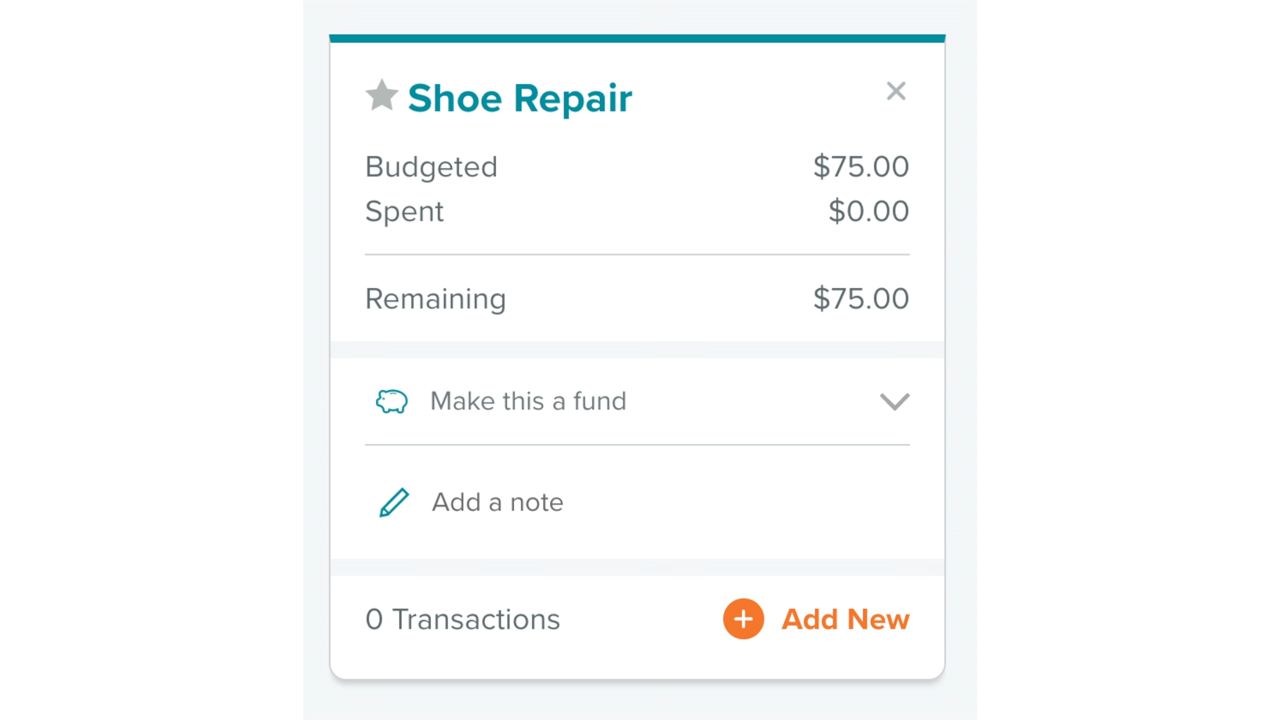 Shoe Repair
Budgeted $75.00
Spent $0.00
Remaining $75.00
Make this a fund
Add a note
0 Transactions Add New